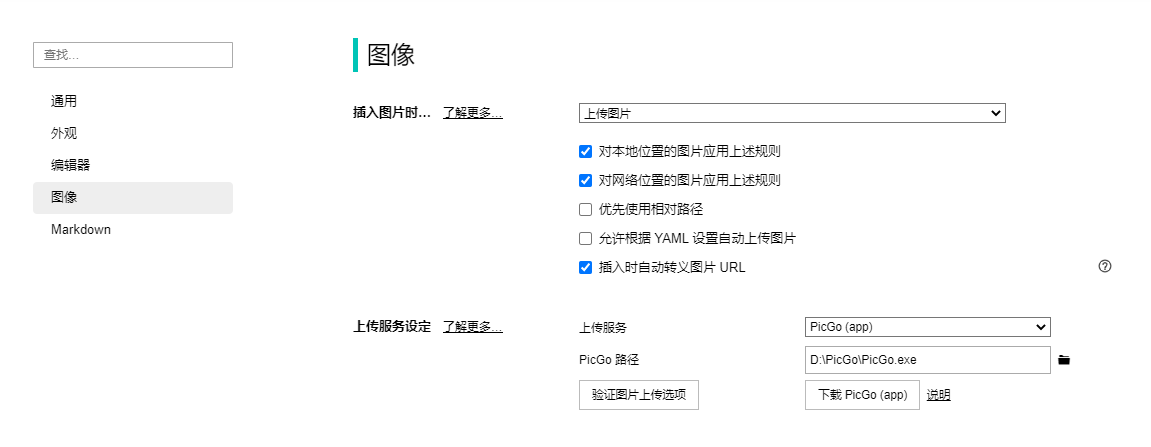 查找...
通用
外观
编辑器
图像
Markdown
图像
插入图片时... 了解更多... 上传图片
对本地位置的图片应用上述规则
对网络位置的图片应用上述规则
优先使用相对路径
允许根据 YAML 设置自动上传图片
插入时自动转义图片 URL
上传服务设定 了解更多... 上传服务 PicGo (app)
PicGo 路径 D:\PicGo\PicGo.exe
验证图片上传选项 下载 PicGo (app) 说明